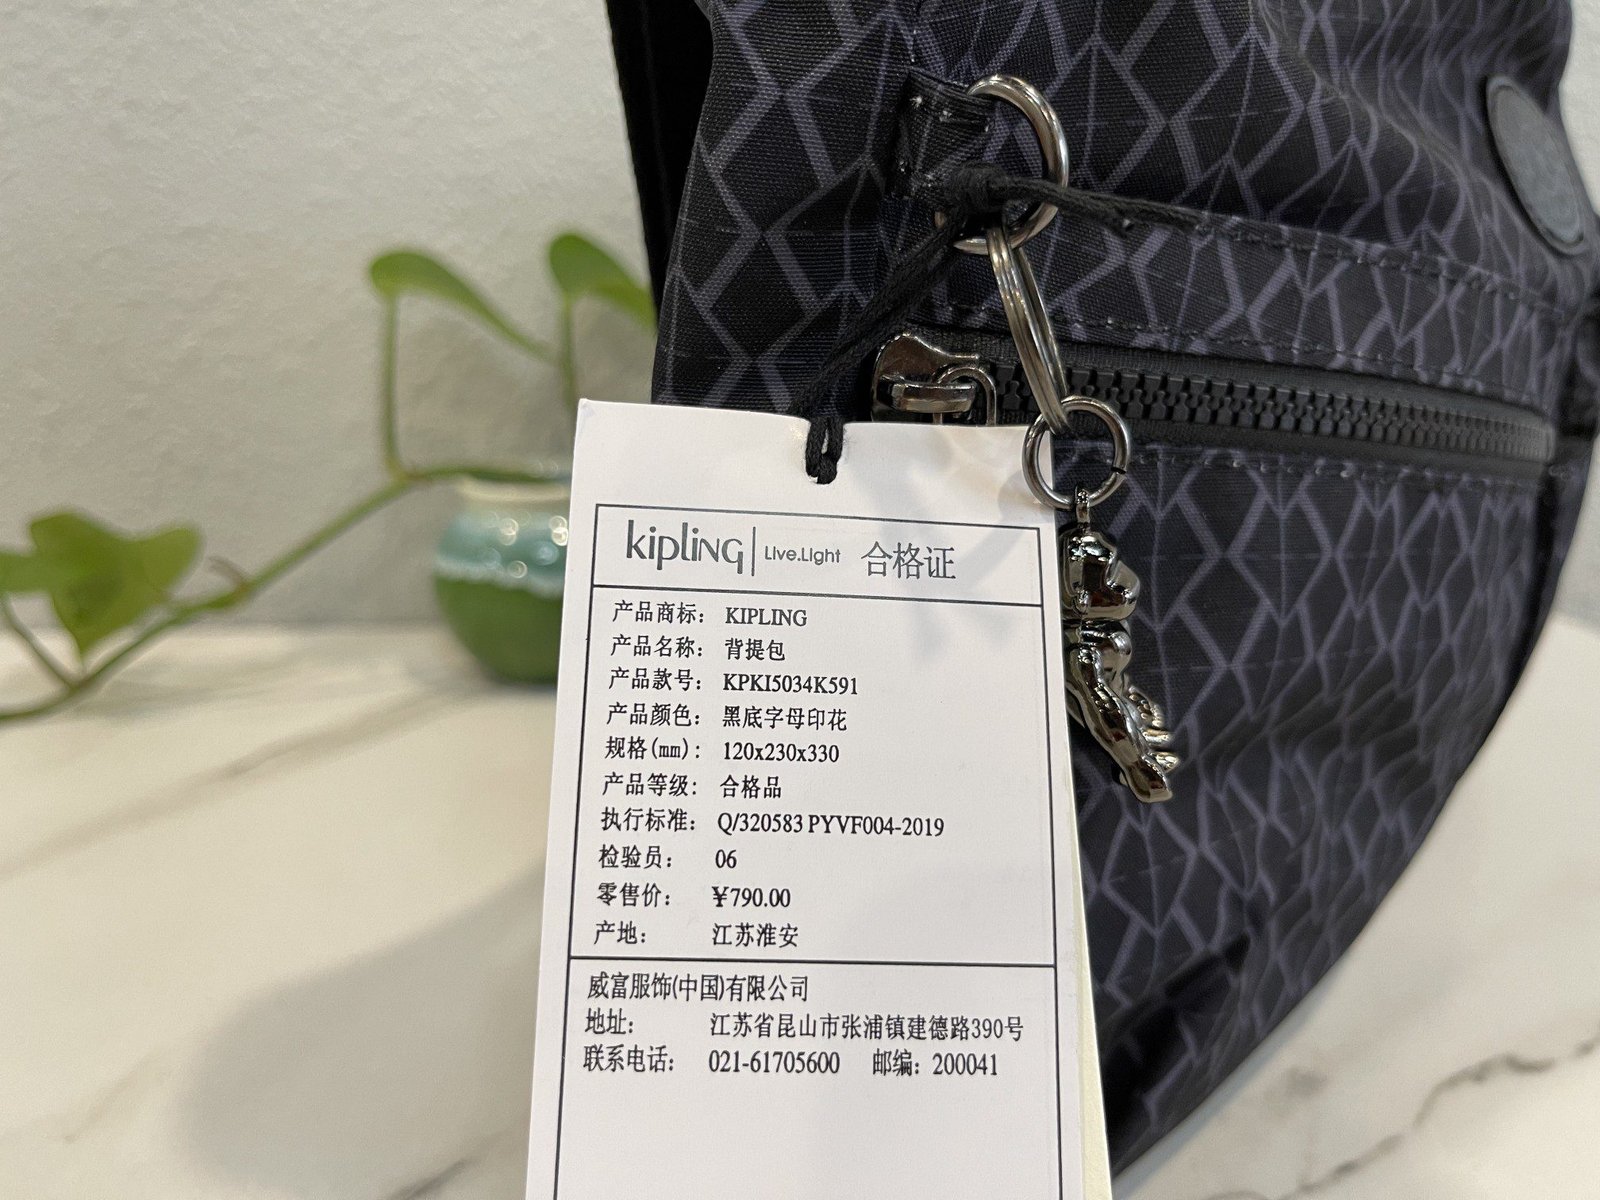 kipling | Live.Light 合格证
产品商标: KIPLING
产品名称: 背提包
产品款号: KPKI5034K591
产品颜色: 黑底字母印花
规格(mm): 120x230x330
产品等级: 合格品
执行标准: Q/320583 PYVF004-2019
检验员: 06
零售价: ¥790.00
产地: 江苏淮安
威富服饰(中国)有限公司
地址: 江苏省昆山市张浦镇建德路390号
联系电话: 021-61705600 邮编: 200041